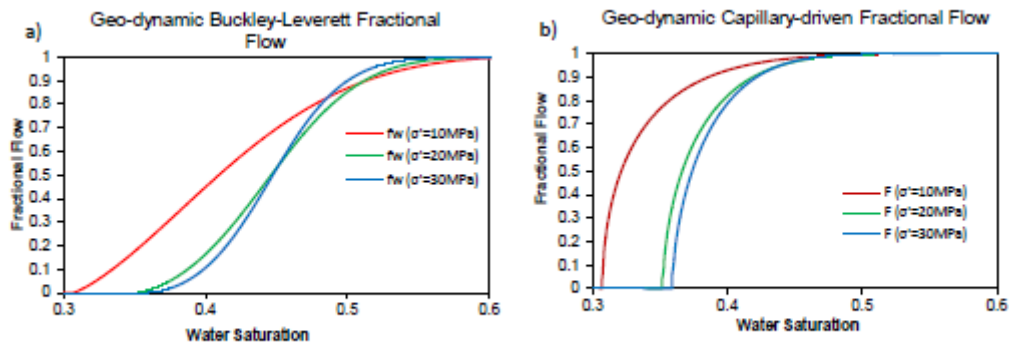 a)
Geo-dynamic Buckley-Leverett Fractional
Flow
Fractional Flow
1
0.9
0.8
0.7
0.6
0.5
0.4
0.3
0.2
0.1
0
fw (σ'=10MPa)
fw (σ'=20MPa)
fw (σ'=30MPa)
0.3
0.4
0.5
0.6
Water Saturation
b)
Geo-dynamic Capillary-driven Fractional Flow
Fractional Flow
1
0.9
0.8
0.7
0.6
0.5
0.4
0.3
0.2
0.1
0
F (σ'=10MPa)
F (σ'=20MPa)
F (σ'=30MPa)
0.3
0.4
0.5
0.6
Water Saturation